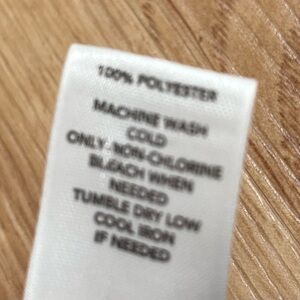 100% POLYESTER
MACHINE WASH
COLD
ONLY NON-CHLORINE
BLEACH WHEN
NEEDED
TUMBLE DRY LOW
COOL IRON
IF NEEDED